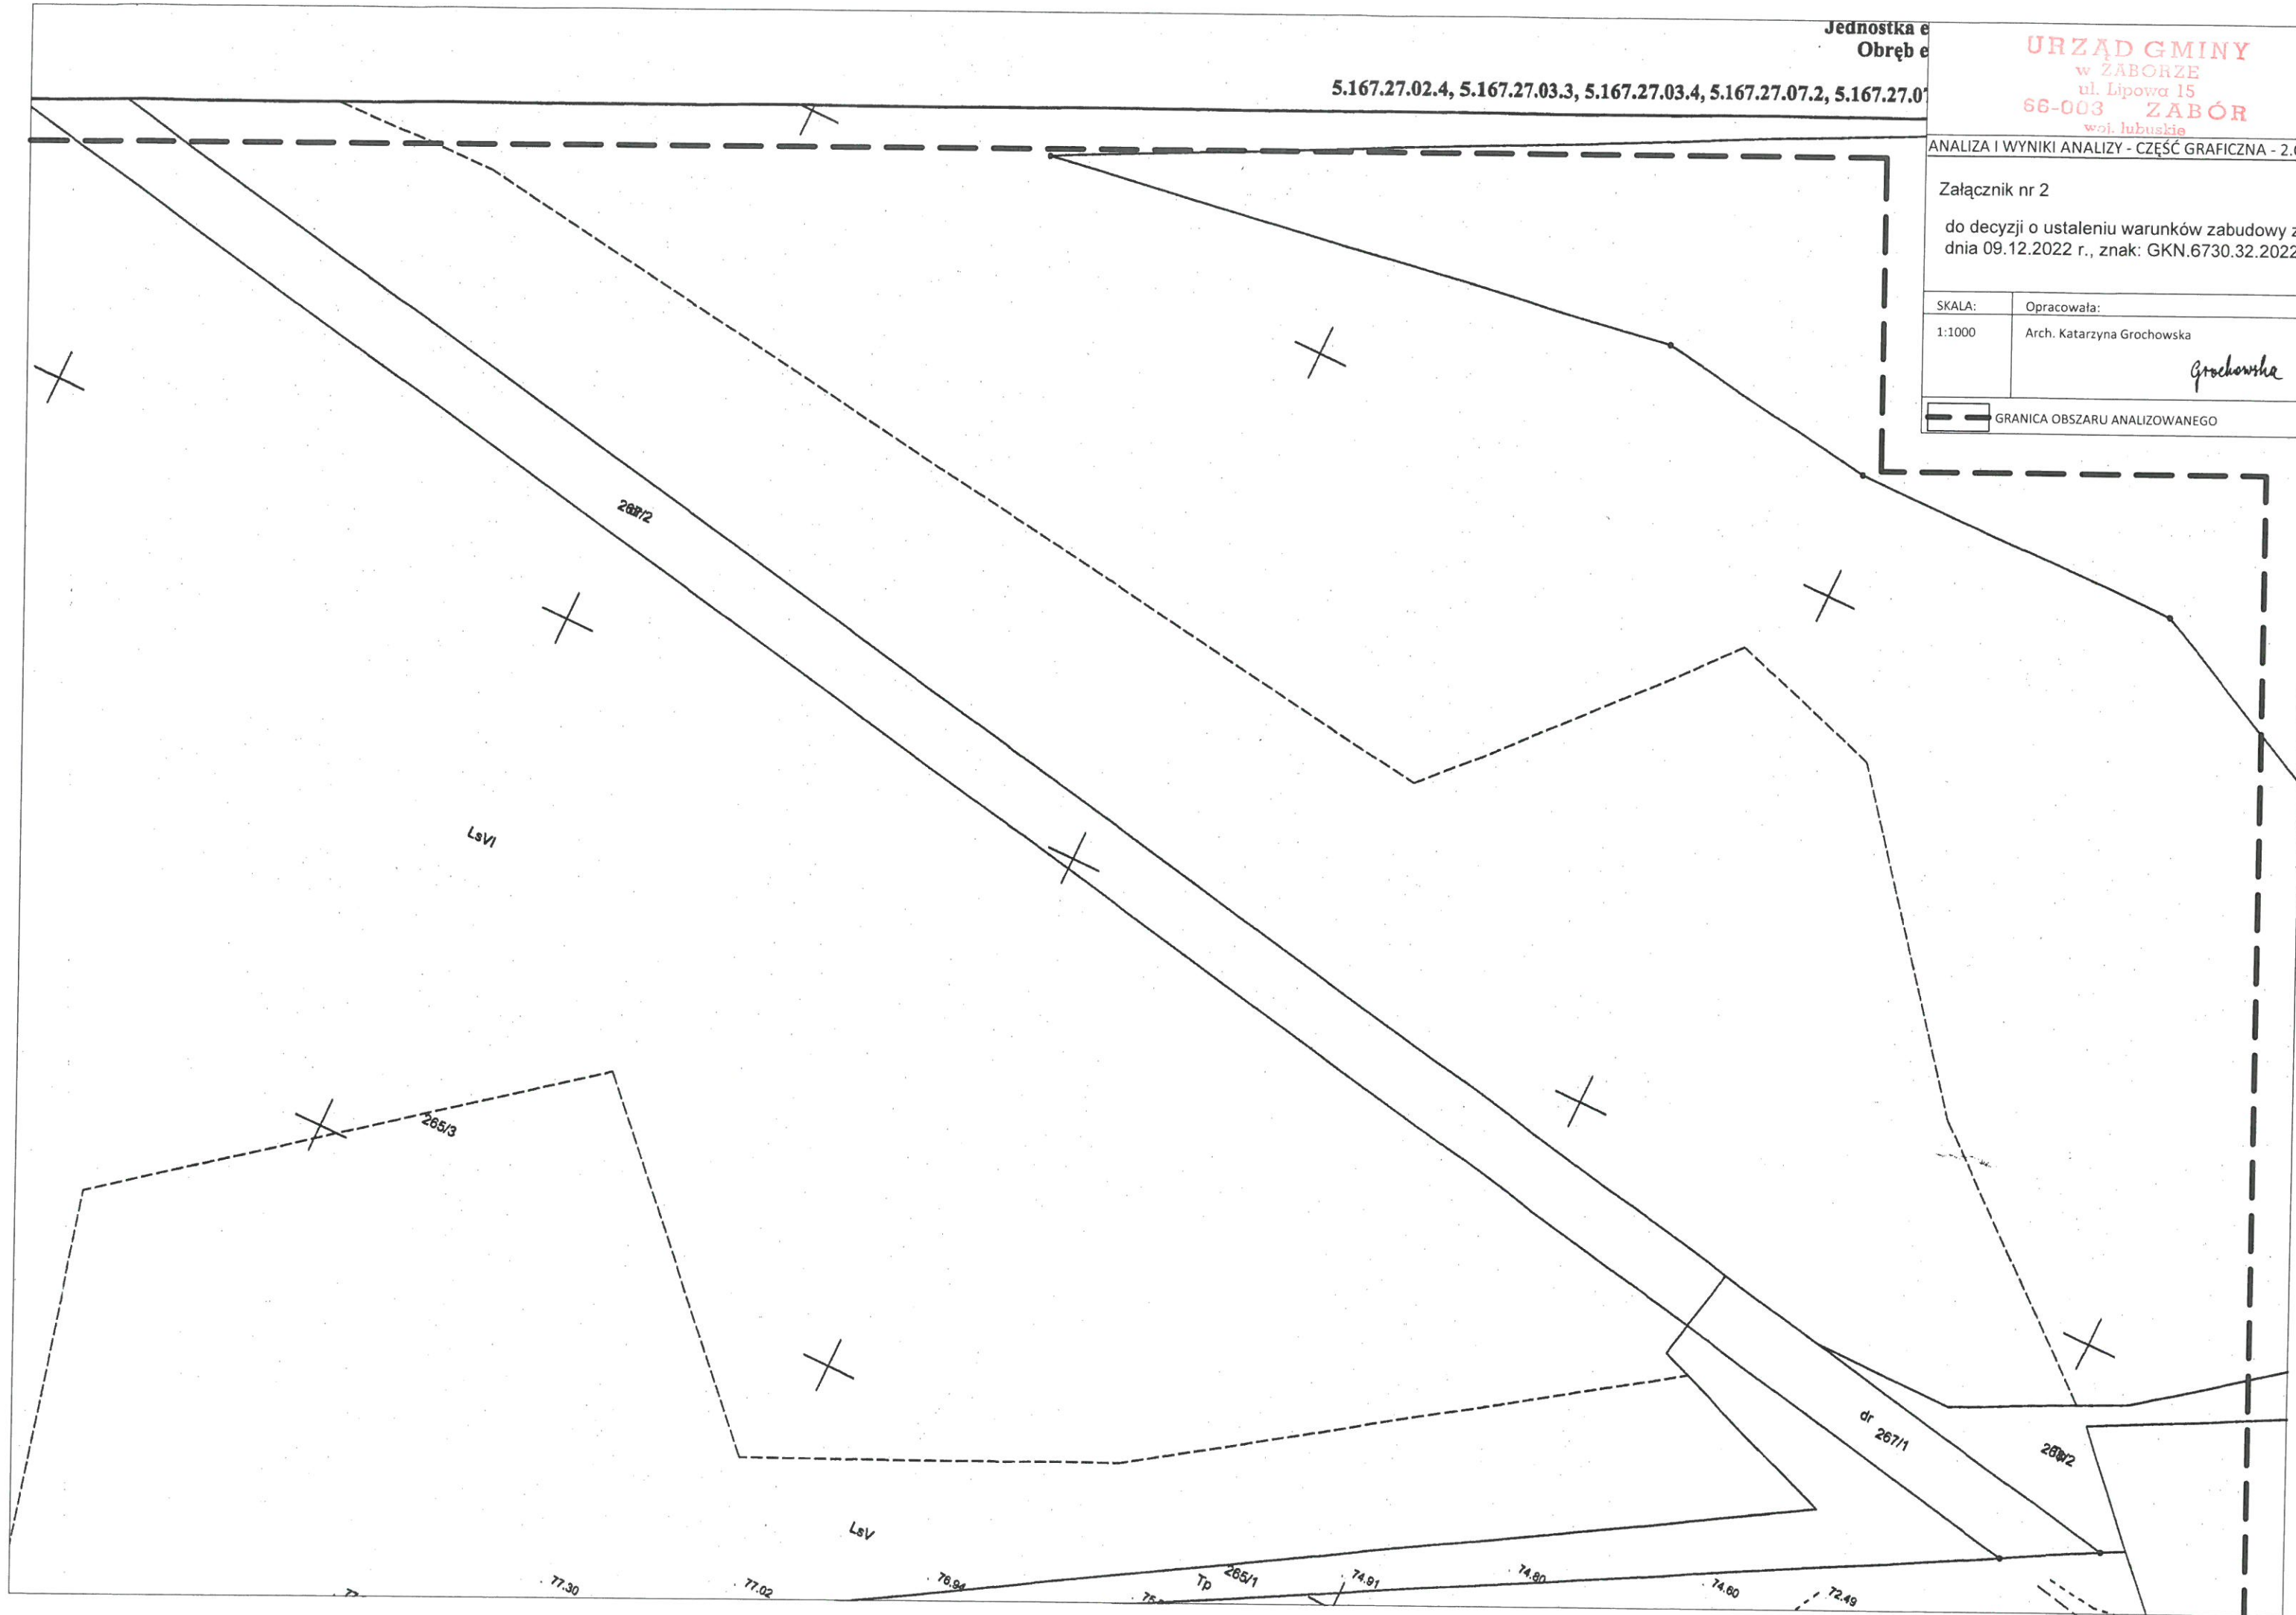 Jednostka e
Obręb e
5.167.27.02.4, 5.167.27.03.3, 5.167.27.03.4, 5.167.27.07.2, 5.167.27.07
URZĄD GMINY
w ZABORZE
ul. Lipowa 15
66-003 ZABÓR
woj. lubuskie
ANALIZA I WYNIKI ANALIZY - CZĘŚĆ GRAFICZNA - 2.
Załącznik nr 2
do decyzji o ustaleniu warunków zabudowy z
dnia 09.12.2022 r., znak: GKN.6730.32.2022
SKALA:
Opracowała:
1:1000
Arch. Katarzyna Grochowska
Grochowska
GRANICA OBSZARU ANALIZOWANEGO
LsVI
265/3
dr
267/1
LsV
77.30
77.02
76.94
Tp
265/1
74.91
74.80
74.60
72.49